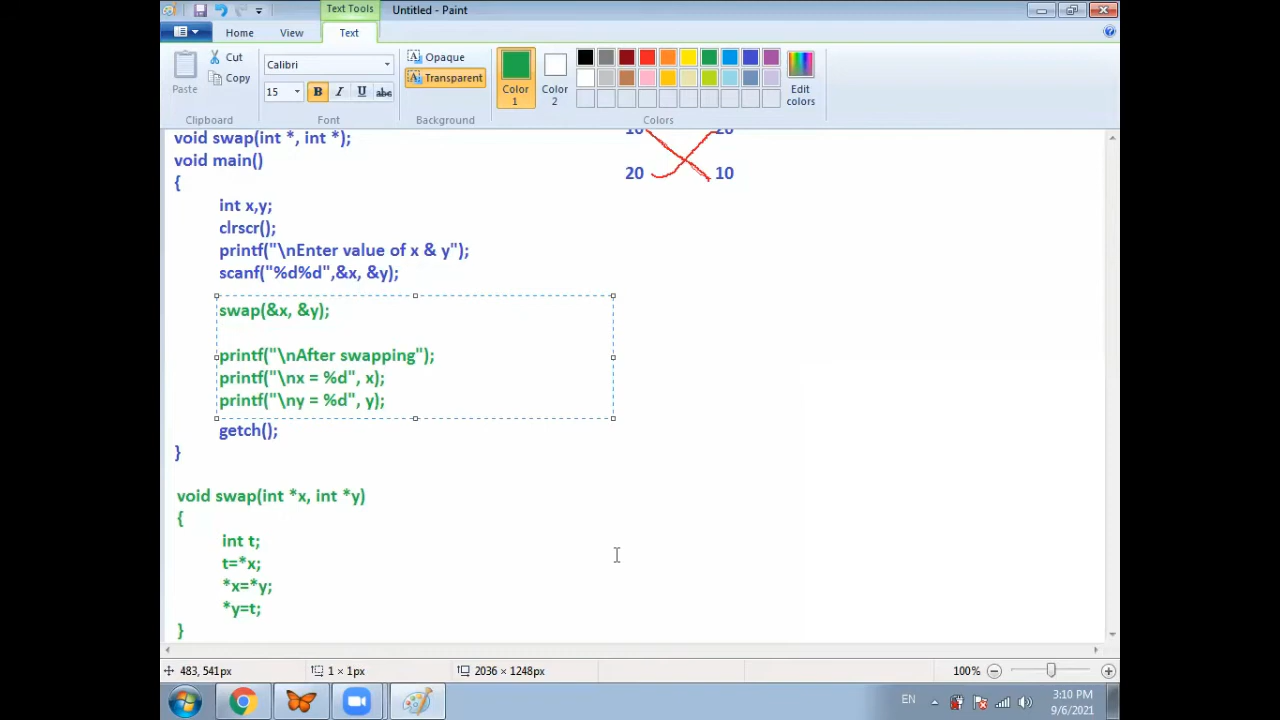 Text Tools
Untitled - Paint
Home
View
Text
Paste
Cut
Copy
Clipboard
Calibri
15
B I U abc
Font
Opaque
Transparent
Background
Color 1
Color 2
Edit colors
Colors
void swap(int *, int *);
void main()
{
int x,y;
clrscr();
printf("\nEnter value of x & y");
scanf("%d%d",&x, &y);
swap(&x, &y);
printf("\nAfter swapping");
printf("\nx = %d", x);
printf("\ny = %d", y);
getch();
}
void swap(int *x, int *y)
{
int t;
t=*x;
*x=*y;
*y=t;
}
10 20
20 10
483, 541px
1 × 1px
2036 × 1248px
100%
EN
3:10 PM
9/6/2021